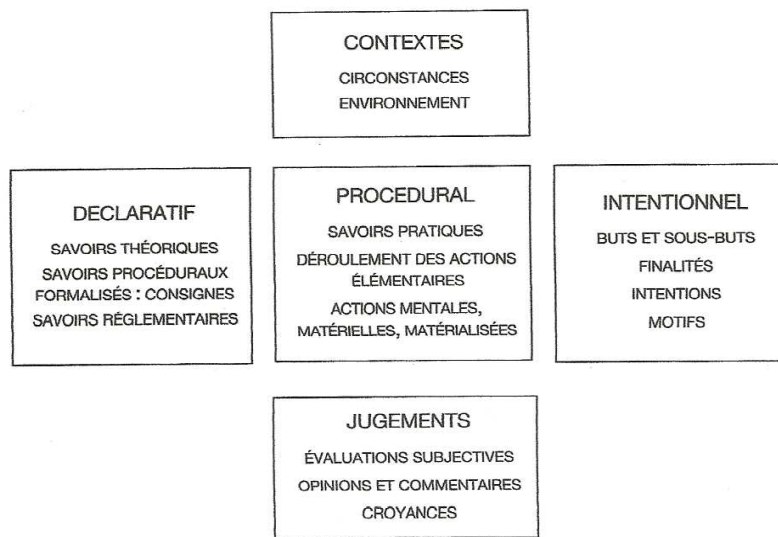 CONTEXTES
CIRCONSTANCES
ENVIRONNEMENT
DECLARATIF
SAVOIRS THÉORIQUES
SAVOIRS PROCÉDURAUX
FORMALISÉS : CONSIGNES
SAVOIRS RÉGLEMENTAIRES
PROCEDURAL
SAVOIRS PRATIQUES
DÉROULEMENT DES ACTIONS
ÉLÉMENTAIRES
ACTIONS MENTALES,
MATÉRIELLES, MATÉRIALISÉES
INTENTIONNEL
BUTS ET SOUS-BUTS
FINALITÉS
INTENTIONS
MOTIFS
JUGEMENTS
ÉVALUATIONS SUBJECTIVES
OPINIONS ET COMMENTAIRES
CROYANCES